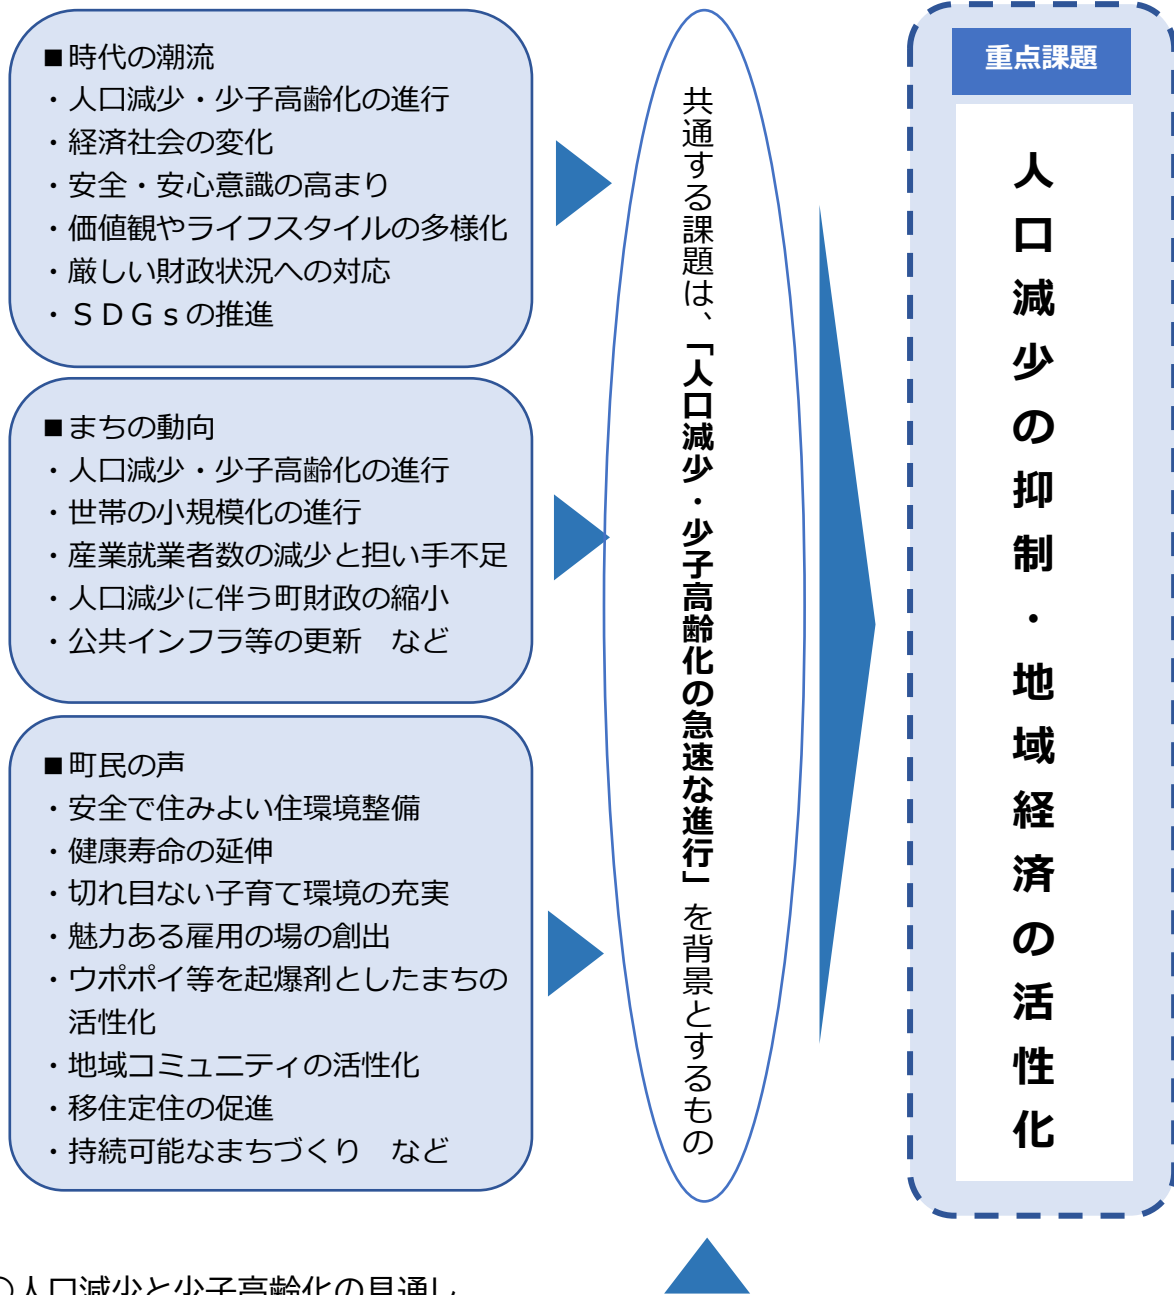 ■時代の潮流
・人口減少・少子高齢化の進行
・経済社会の変化
・安全・安心意識の高まり
・価値観やライフスタイルの多様化
・厳しい財政状況への対応
・ＳＤＧｓの推進
■まちの動向
・人口減少・少子高齢化の進行
・世帯の小規模化の進行
・産業就業者数の減少と担い手不足
・人口減少に伴う町財政の縮小
・公共インフラ等の更新　など
■町民の声
・安全で住みよい住環境整備
・健康寿命の延伸
・切れ目ない子育て環境の充実
・魅力ある雇用の場の創出
・ウポポイ等を起爆剤としたまちの
活性化
・地域コミュニティの活性化
・移住定住の促進
・持続可能なまちづくり　など
共通する課題は、「人口減少・少子高齢化の急速な進行」を背景とするもの
重点課題
人口減少の抑制・地域経済の活性化
○人口減少と少子高齢化の見通し